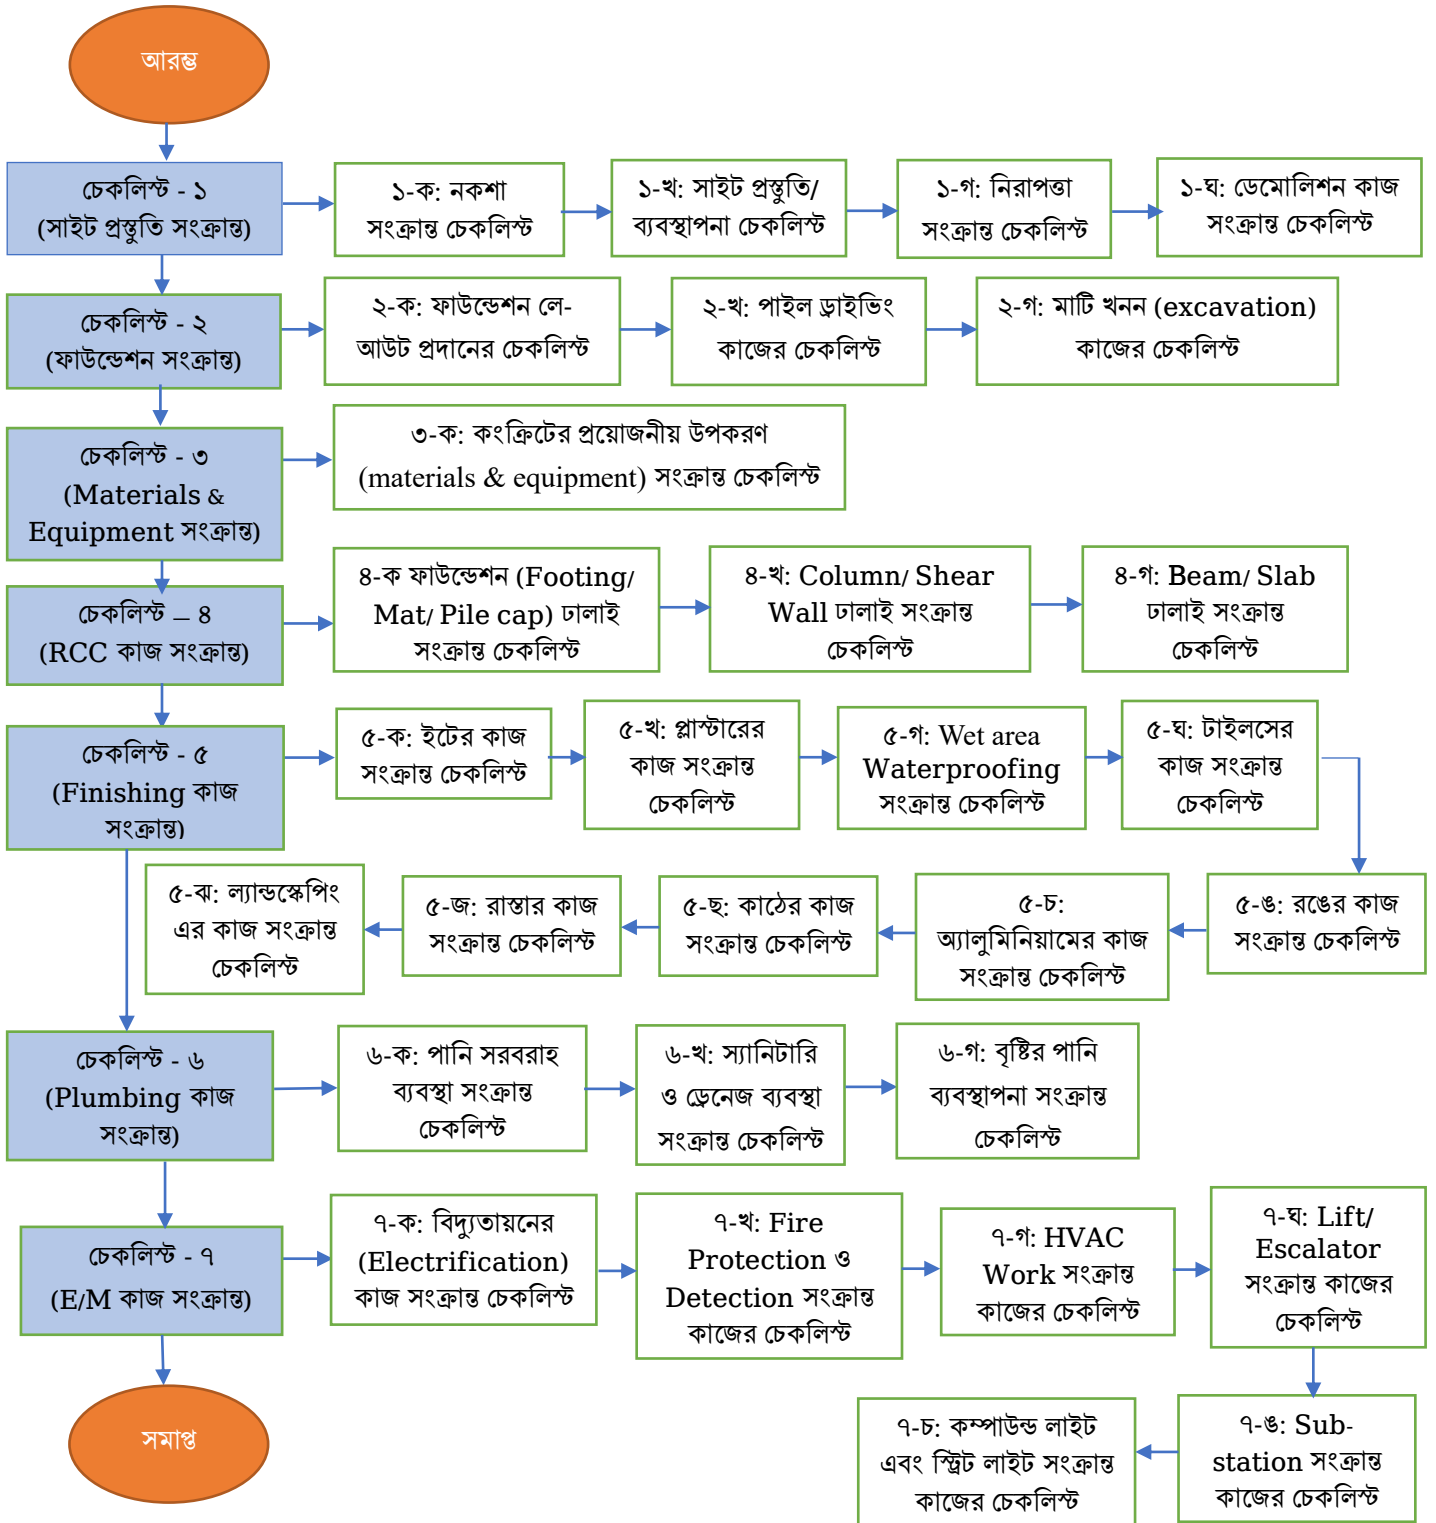 আরম্ভ
চেকলিস্ট - ১
(সাইট প্রস্তুতি সংক্রান্ত)
১-ক: নকশা
সংক্রান্ত চেকলিস্ট
১-খ: সাইট প্রস্তুতি/
ব্যবস্থাপনা চেকলিস্ট
১-গ: নিরাপত্তা
সংক্রান্ত চেকলিস্ট
১-ঘ: ডেমোলিশন কাজ
সংক্রান্ত চেকলিস্ট
চেকলিস্ট - ২
(ফাউন্ডেশন সংক্রান্ত)
২-ক: ফাউন্ডেশন লে-
আউট প্রদানের চেকলিস্ট
২-খ: পাইল ড্রাইভিং
কাজের চেকলিস্ট
২-গ: মাটি খনন (excavation)
কাজের চেকলিস্ট
চেকলিস্ট - ৩
(Materials &
Equipment সংক্রান্ত)
৩-ক: কংক্রিটের প্রয়োজনীয় উপকরণ
(materials & equipment) সংক্রান্ত চেকলিস্ট
চেকলিস্ট – ৪
(RCC কাজ সংক্রান্ত)
৪-ক ফাউন্ডেশন (Footing/
Mat/ Pile cap) ঢালাই
সংক্রান্ত চেকলিস্ট
৪-খ: Column/ Shear
Wall ঢালাই সংক্রান্ত
চেকলিস্ট
৪-গ: Beam/ Slab
ঢালাই সংক্রান্ত
চেকলিস্ট
চেকলিস্ট - ৫
(Finishing কাজ
সংক্রান্ত)
৫-ক: ইটের কাজ
সংক্রান্ত চেকলিস্ট
৫-খ: প্লাস্টারের
কাজ সংক্রান্ত
চেকলিস্ট
৫-গ: Wet area
Waterproofing
সংক্রান্ত চেকলিস্ট
৫-ঘ: টাইলসের
কাজ সংক্রান্ত
চেকলিস্ট
৫-ঙ: রঙের কাজ
সংক্রান্ত চেকলিস্ট
৫-চ:
অ্যালুমিনিয়ামের কাজ
সংক্রান্ত চেকলিস্ট
৫-ছ: কাঠের কাজ
সংক্রান্ত চেকলিস্ট
৫-জ: রাস্তার কাজ
সংক্রান্ত চেকলিস্ট
৫-ঝ: ল্যান্ডস্কেপিং
এর কাজ সংক্রান্ত
চেকলিস্ট
চেকলিস্ট - ৬
(Plumbing কাজ
সংক্রান্ত)
৬-ক: পানি সরবরাহ
ব্যবস্থা সংক্রান্ত
চেকলিস্ট
৬-খ: স্যানিটারি
ও ড্রেনেজ ব্যবস্থা
সংক্রান্ত চেকলিস্ট
৬-গ: বৃষ্টির পানি
ব্যবস্থাপনা সংক্রান্ত
চেকলিস্ট
চেকলিস্ট - ৭
(E/M কাজ সংক্রান্ত)
৭-ক: বিদ্যুতায়নের
(Electrification)
কাজ সংক্রান্ত চেকলিস্ট
৭-খ: Fire
Protection ও
Detection সংক্রান্ত
কাজের চেকলিস্ট
৭-গ: HVAC
Work সংক্রান্ত
কাজের চেকলিস্ট
৭-ঘ: Lift/
Escalator
সংক্রান্ত কাজের
চেকলিস্ট
৭-ঙ: Sub-
station সংক্রান্ত
কাজের চেকলিস্ট
৭-চ: কম্পাউন্ড লাইট
এবং স্ট্রিট লাইট সংক্রান্ত
কাজের চেকলিস্ট
সমাপ্ত